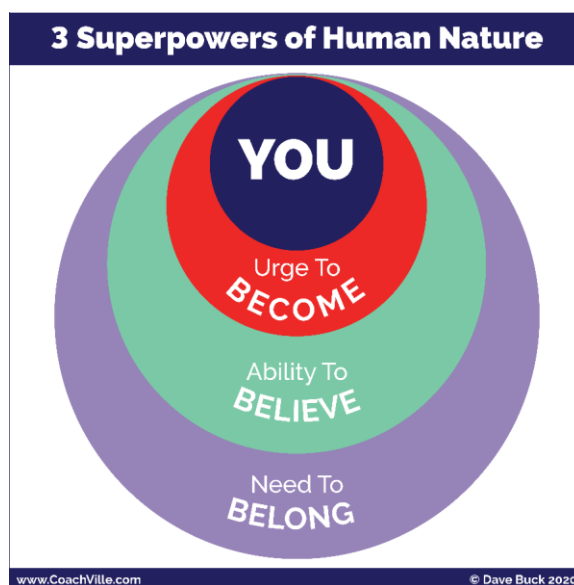 3 Superpowers of Human Nature
YOU
Urge To
BECOME
Ability To
BELIEVE
Need To
BELONG
www.CoachVille.com
© Dave Buck 202